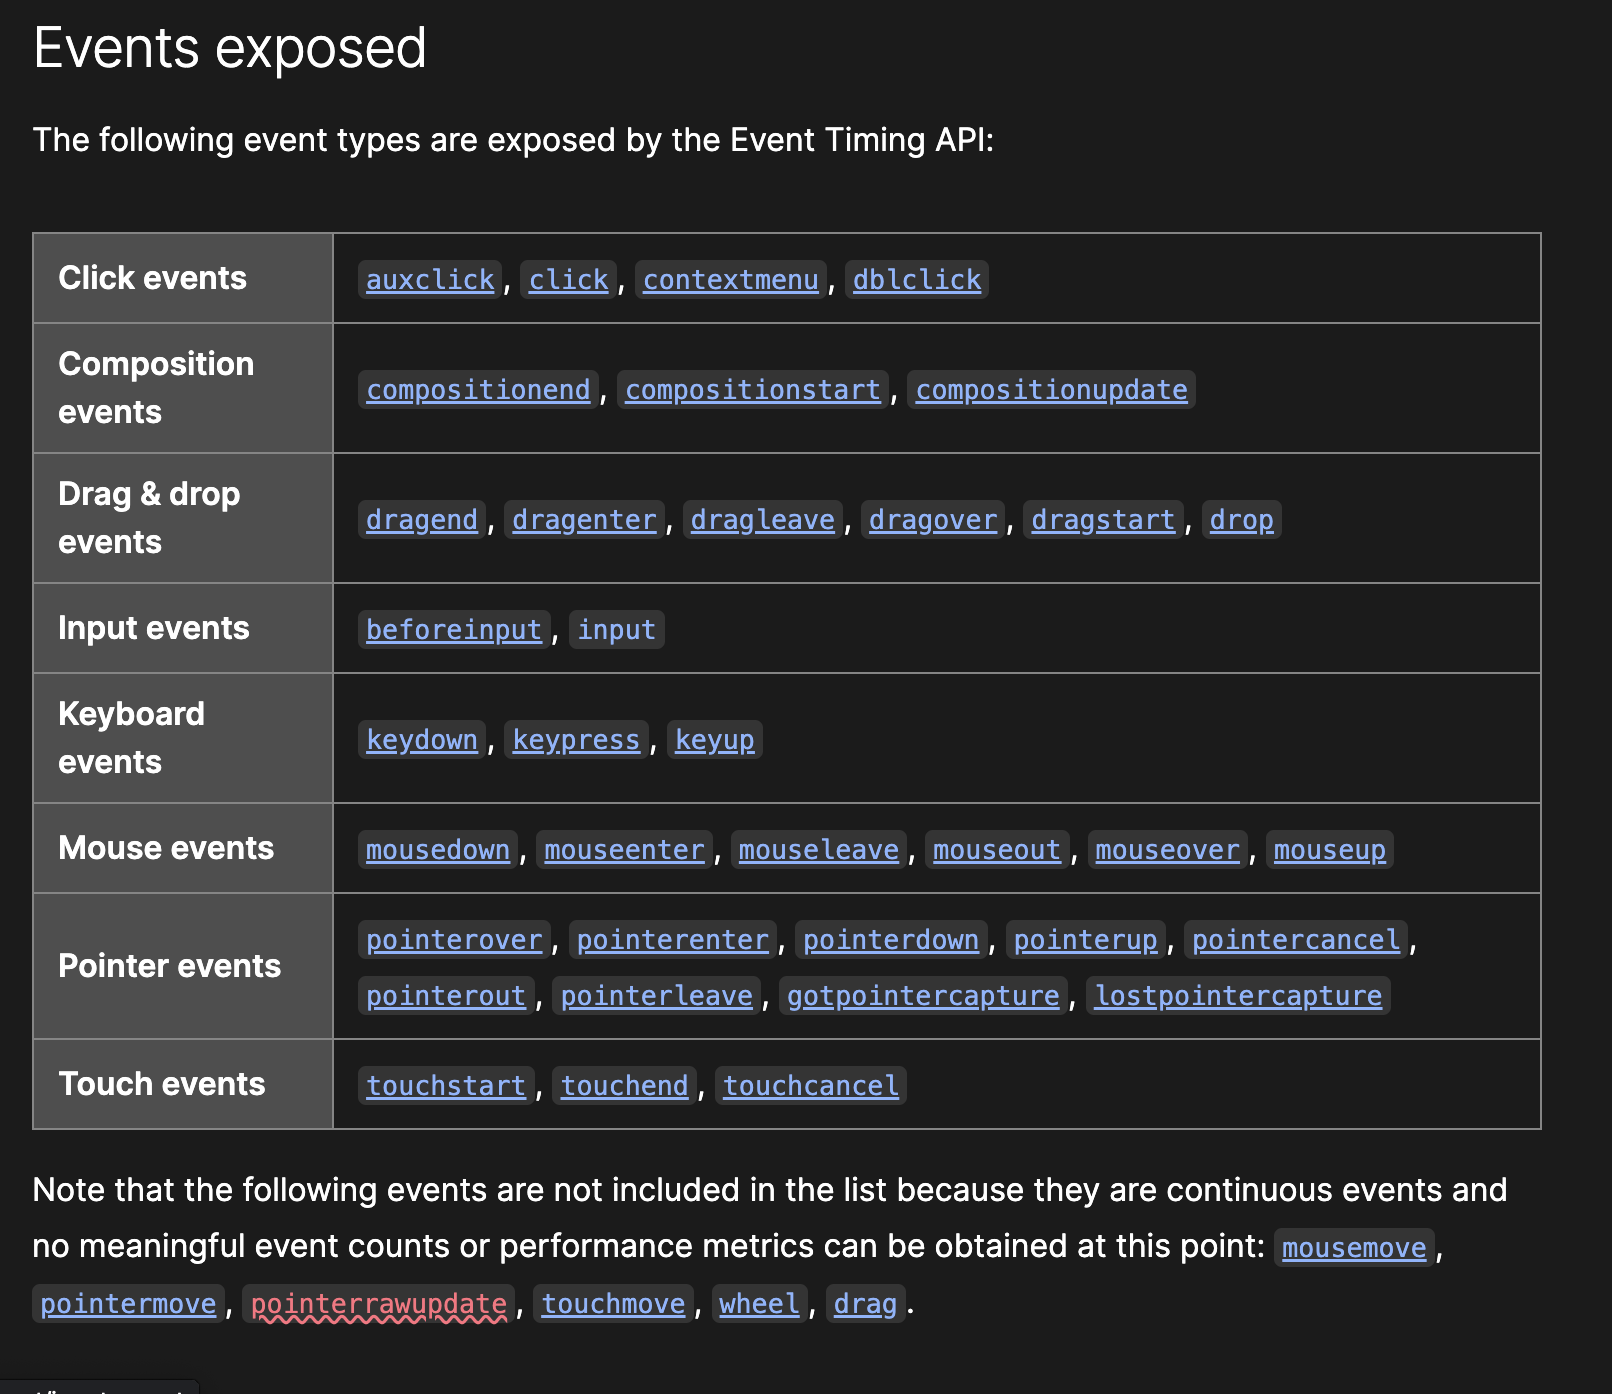 Events exposed
The following event types are exposed by the Event Timing API:
Click events
auxclick, click, contextmenu, dblclick
Composition
events
compositionend, compositionstart, compositionupdate
Drag & drop
events
dragend, dragenter, dragleave, dragover, dragstart, drop
Input events
beforeinput, input
Keyboard
events
keydown, keypress, keyup
Mouse events
mousedown, mouseenter, mouseleave, mouseout, mouseover, mouseup
Pointer events
pointerover, pointerenter, pointerdown, pointerup, pointercancel,
pointerout, pointerleave, gotpointercapture, lostpointercapture
Touch events
touchstart, touchend, touchcancel
Note that the following events are not included in the list because they are continuous events and
no meaningful event counts or performance metrics can be obtained at this point: mousemove,
pointermove, pointerrawupdate, touchmove, wheel, drag.